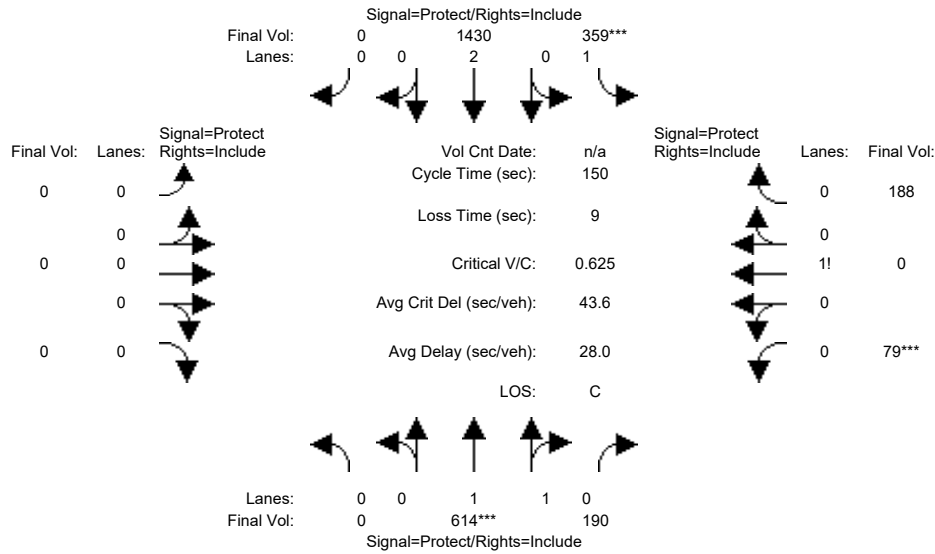 Signal=Protect/Rights=Include
Final Vol: 0 1430 359***
Lanes: 0 0 2 0 1
Signal=Protect
Final Vol: Lanes: Rights=Include
Vol Cnt Date: n/a
Signal=Protect
Rights=Include Lanes: Final Vol:
Cycle Time (sec): 150
0 0
0 188
Loss Time (sec): 9
0
0
0 0
Critical V/C: 0.625
1! 0
0
Avg Crit Del (sec/veh): 43.6
0
0 0
Avg Delay (sec/veh): 28.0
0 79***
LOS: C
Lanes: 0 0 1 1 0
Final Vol: 0 614*** 190
Signal=Protect/Rights=Include